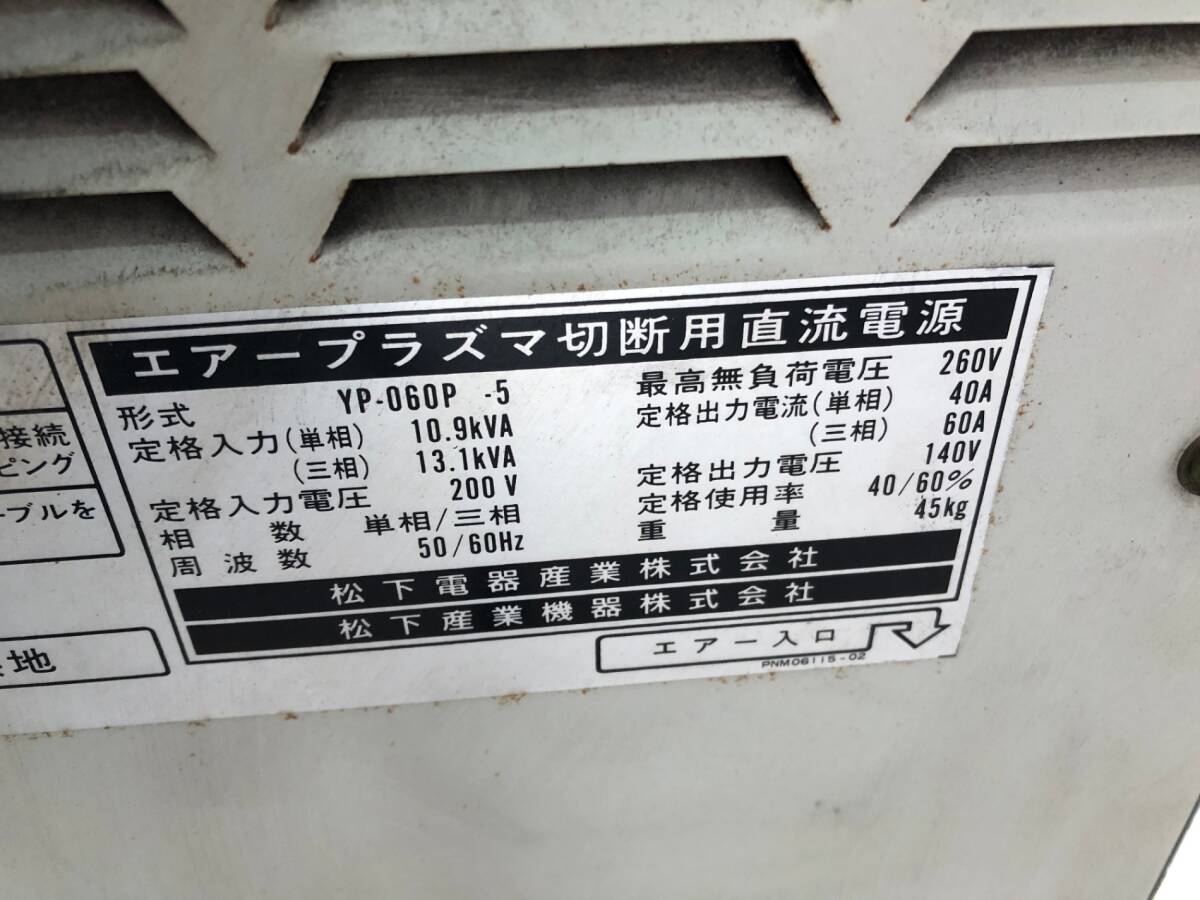 エアープラズマ切断用直流電源
形式 YP-060P -5
定格入力(単相) 10.9kVA
(三相) 13.1kVA
定格入力電圧 200V
相数 単相/三相
周波数 50/60Hz
最高無負荷電圧 260V
定格出力電流(単相) 40A
(三相) 60A
定格出力電圧 140V
定格使用率 40/60%
重量 45kg
松下電器産業株式会社
松下産業機器株式会社
エアー入口
PNM06115-02
接続
ピング
ーブルを
地